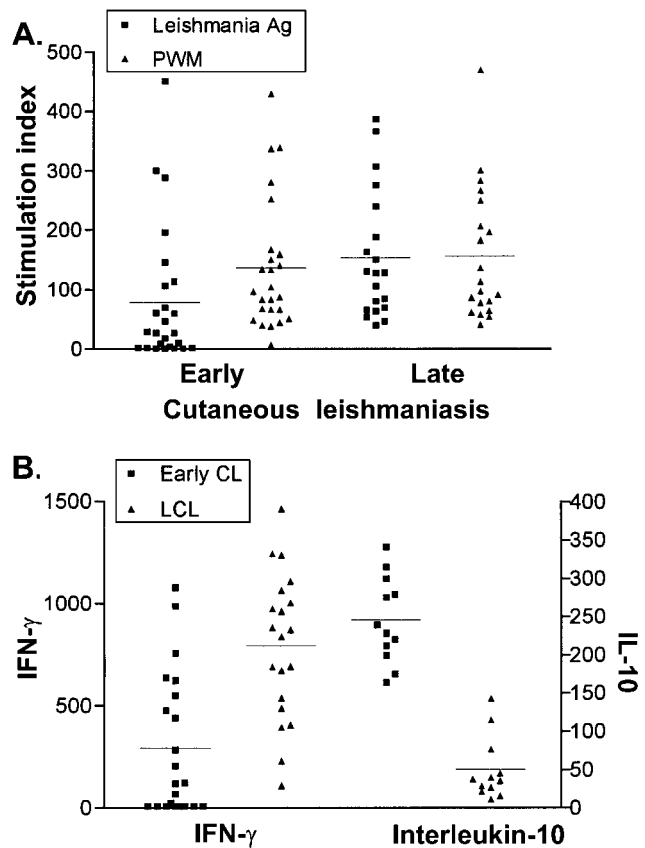 A.
Leishmania Ag
PWM
Stimulation index
500
400
300
200
100
0
Early
Late
Cutaneous leishmaniasis
B.
Early CL
LCL
IFN-γ
1500
1000
500
0
400
350
300
250
200
150
100
50
0
IL-10
IFN-γ
Interleukin-10